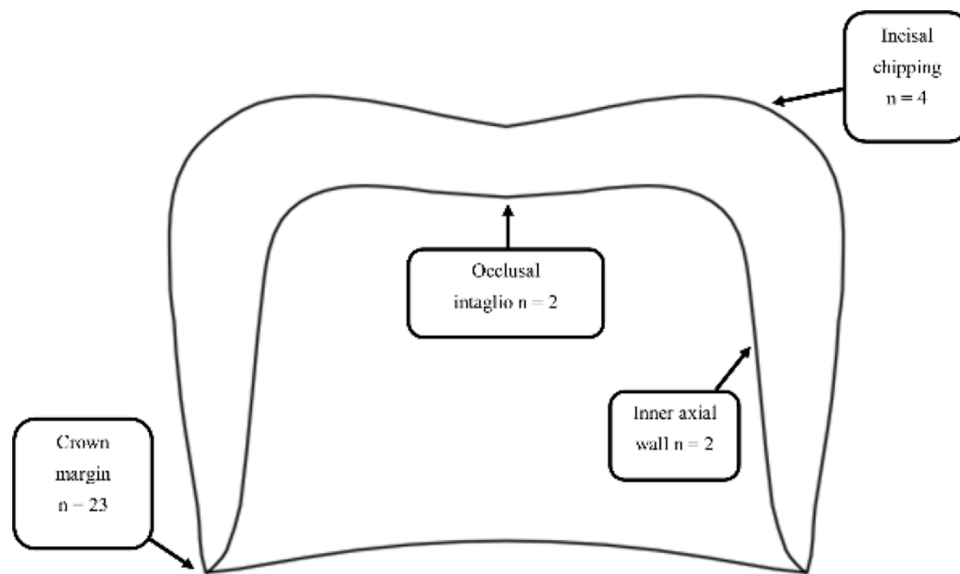 Incisal
chipping
n = 4
Occlusal
intaglio n = 2
Inner axial
wall n = 2
Crown
margin
n = 23